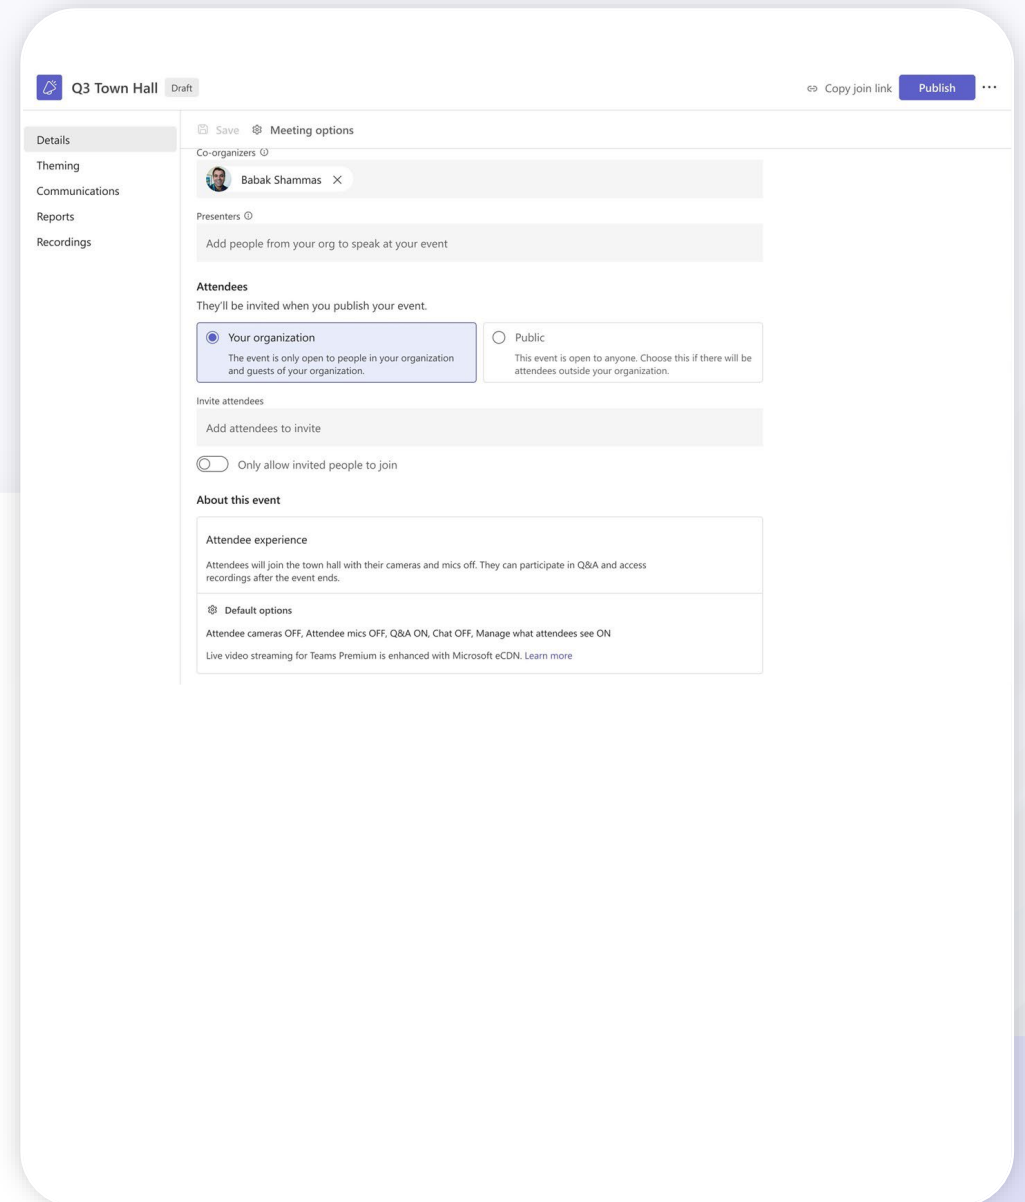 Q3 Town Hall Draft
Copy join link Publish
Details
Theming
Communications
Reports
Recordings
Save Meeting options
Co-organizers
Babak Shammas
Presenters
Add people from your org to speak at your event
Attendees
They'll be invited when you publish your event.
Your organization
The event is only open to people in your organization
and guests of your organization.
Public
This event is open to anyone. Choose this if there will be
attendees outside your organization.
Invite attendees
Add attendees to invite
Only allow invited people to join
About this event
Attendee experience
Attendees will join the town hall with their cameras and mics off. They can participate in Q&A and access
recordings after the event ends.
Default options
Attendee cameras OFF, Attendee mics OFF, Q&A ON, Chat OFF, Manage what attendees see ON
Live video streaming for Teams Premium is enhanced with Microsoft eCDN. Learn more